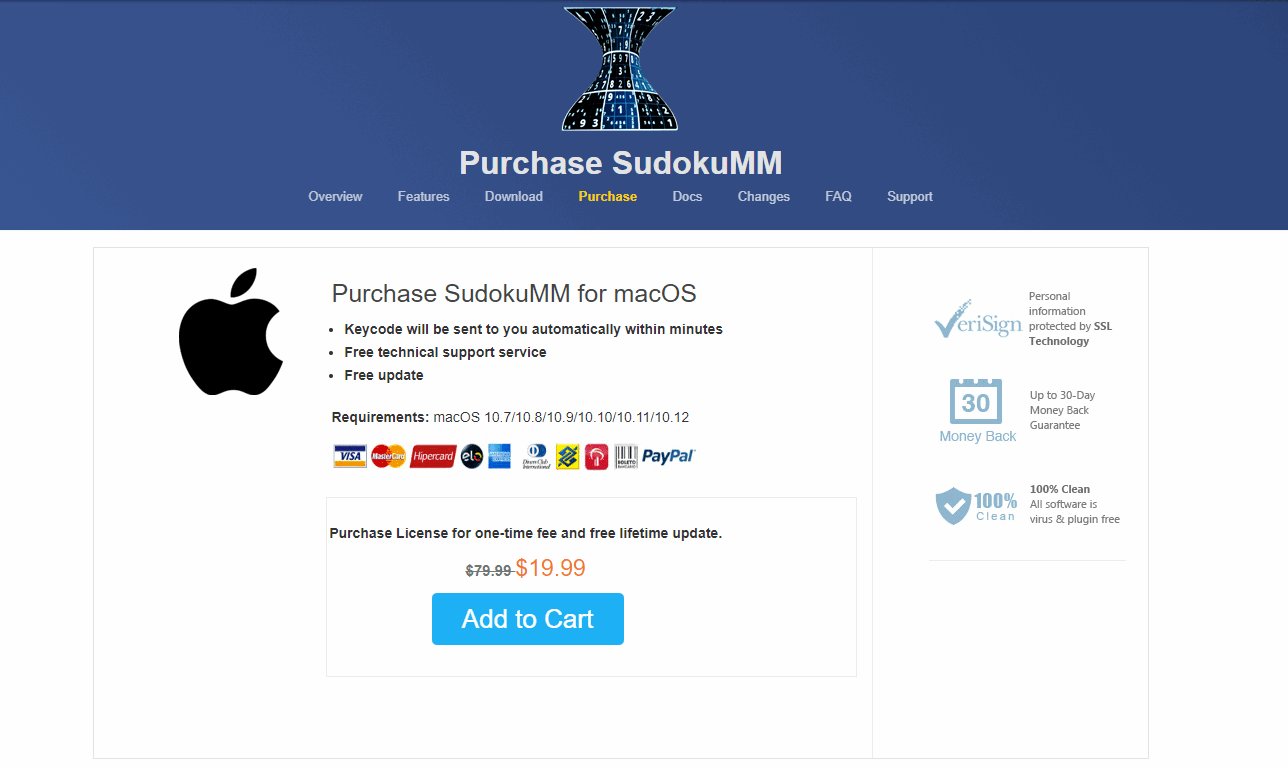 Purchase SudokuMM
Overview Features Download Purchase Docs Changes FAQ Support
Purchase SudokuMM for macOS
• Keycode will be sent to you automatically within minutes
• Free technical support service
• Free update
Requirements: macOS 10.7/10.8/10.9/10.10/10.11/10.12
VISA MasterCard Hipercard elo Diners Club International BOLETO PayPal
Purchase License for one-time fee and free lifetime update.
$79.99 $19.99
Add to Cart
VeriSign
Personal
information
protected by SSL
Technology
30
Money Back
Up to 30-Day
Money Back
Guarantee
100%
Clean
100% Clean
All software is
virus & plugin free